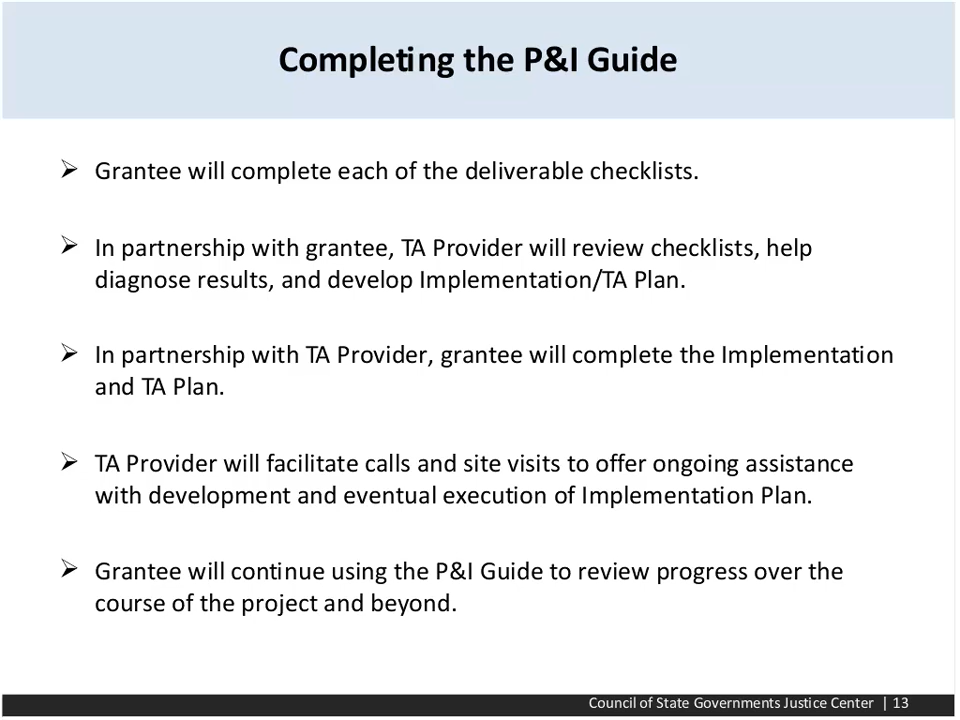 Completing the P&I Guide
➢ Grantee will complete each of the deliverable checklists.
➢ In partnership with grantee, TA Provider will review checklists, help
diagnose results, and develop Implementation/TA Plan.
➢ In partnership with TA Provider, grantee will complete the Implementation
and TA Plan.
➢ TA Provider will facilitate calls and site visits to offer ongoing assistance
with development and eventual execution of Implementation Plan.
➢ Grantee will continue using the P&I Guide to review progress over the
course of the project and beyond.
Council of State Governments Justice Center | 13